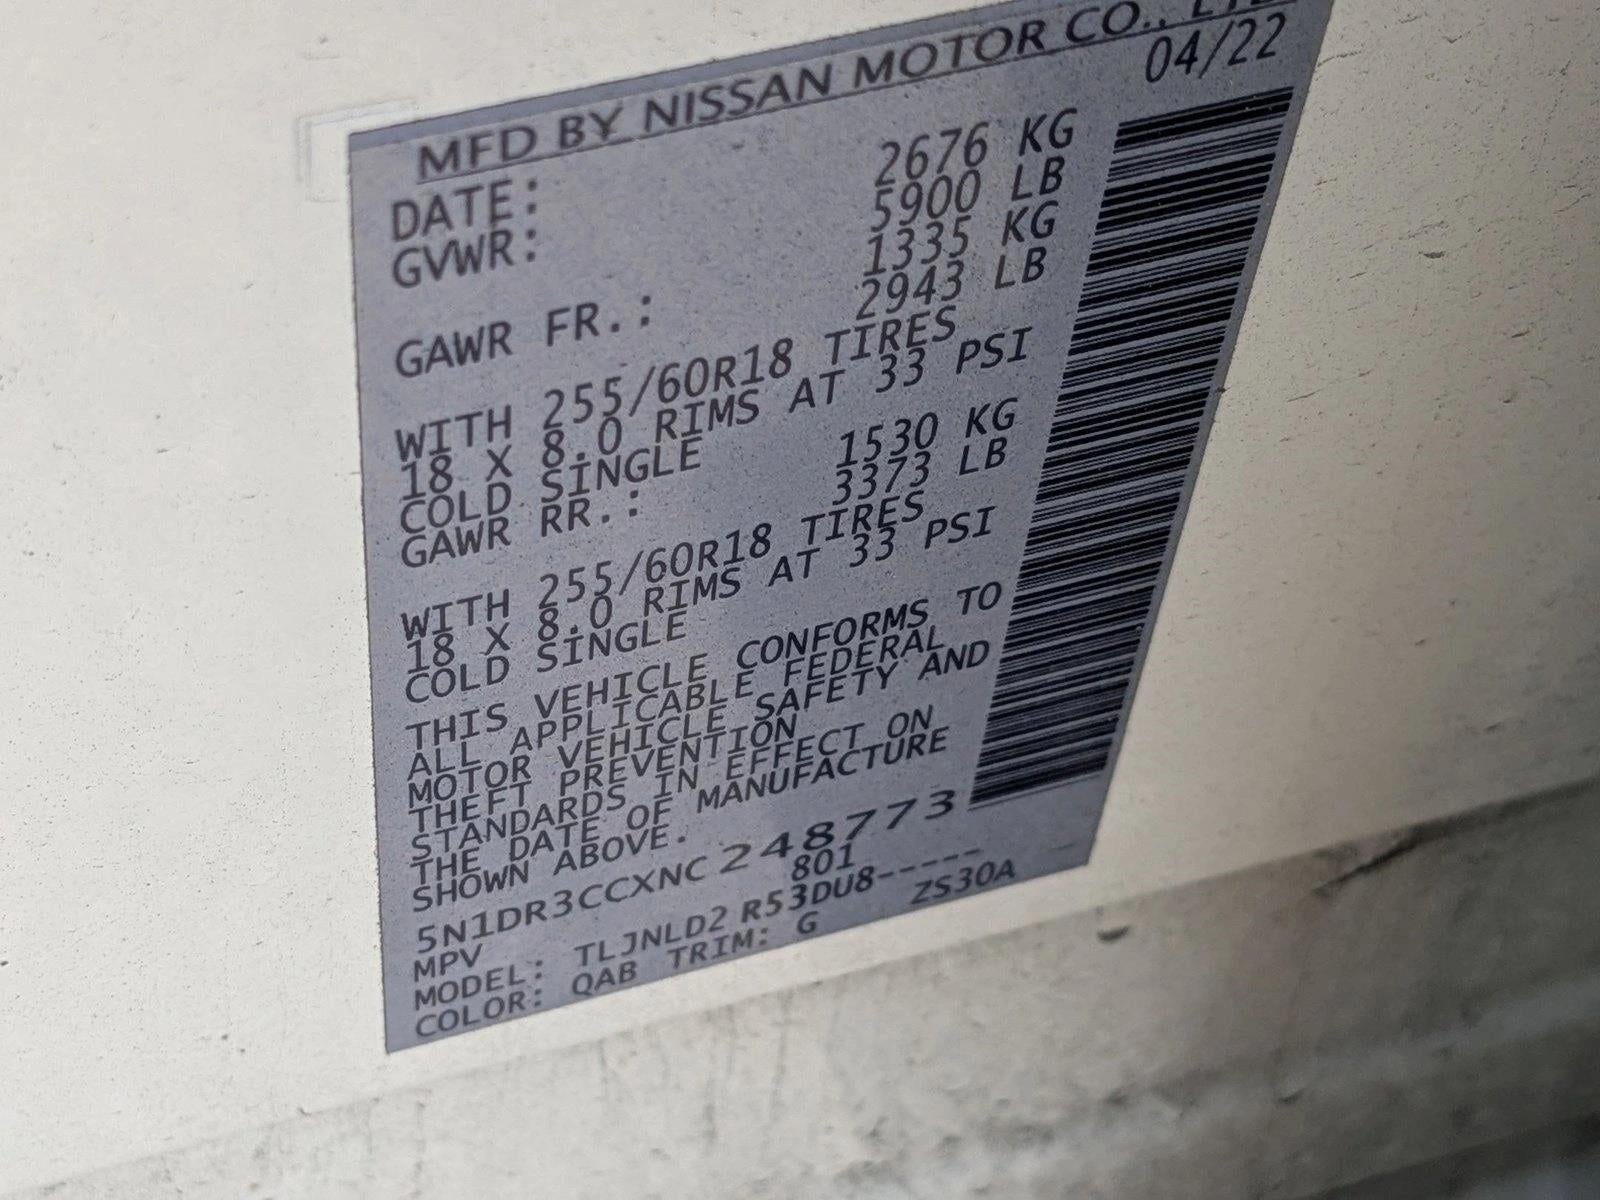 MFD BY NISSAN MOTOR CO., LTD
DATE: 04/22
GVWR: 2676 KG
5900 LB
GAWR FR.: 1335 KG
2943 LB
WITH 255/60R18 TIRES
18 X 8.0 RIMS AT 33 PSI
COLD SINGLE
GAWR RR.: 1530 KG
3373 LB
WITH 255/60R18 TIRES
18 X 8.0 RIMS AT 33 PSI
COLD SINGLE
THIS VEHICLE CONFORMS TO
ALL APPLICABLE FEDERAL
MOTOR VEHICLE SAFETY AND
THEFT PREVENTION
STANDARDS IN EFFECT ON
THE DATE OF MANUFACTURE
SHOWN ABOVE.
5N1DR3CCXNC248773
MPV 801
MODEL: TLJNLD2 R53DU8-----
COLOR: QAB TRIM: G ZS30A